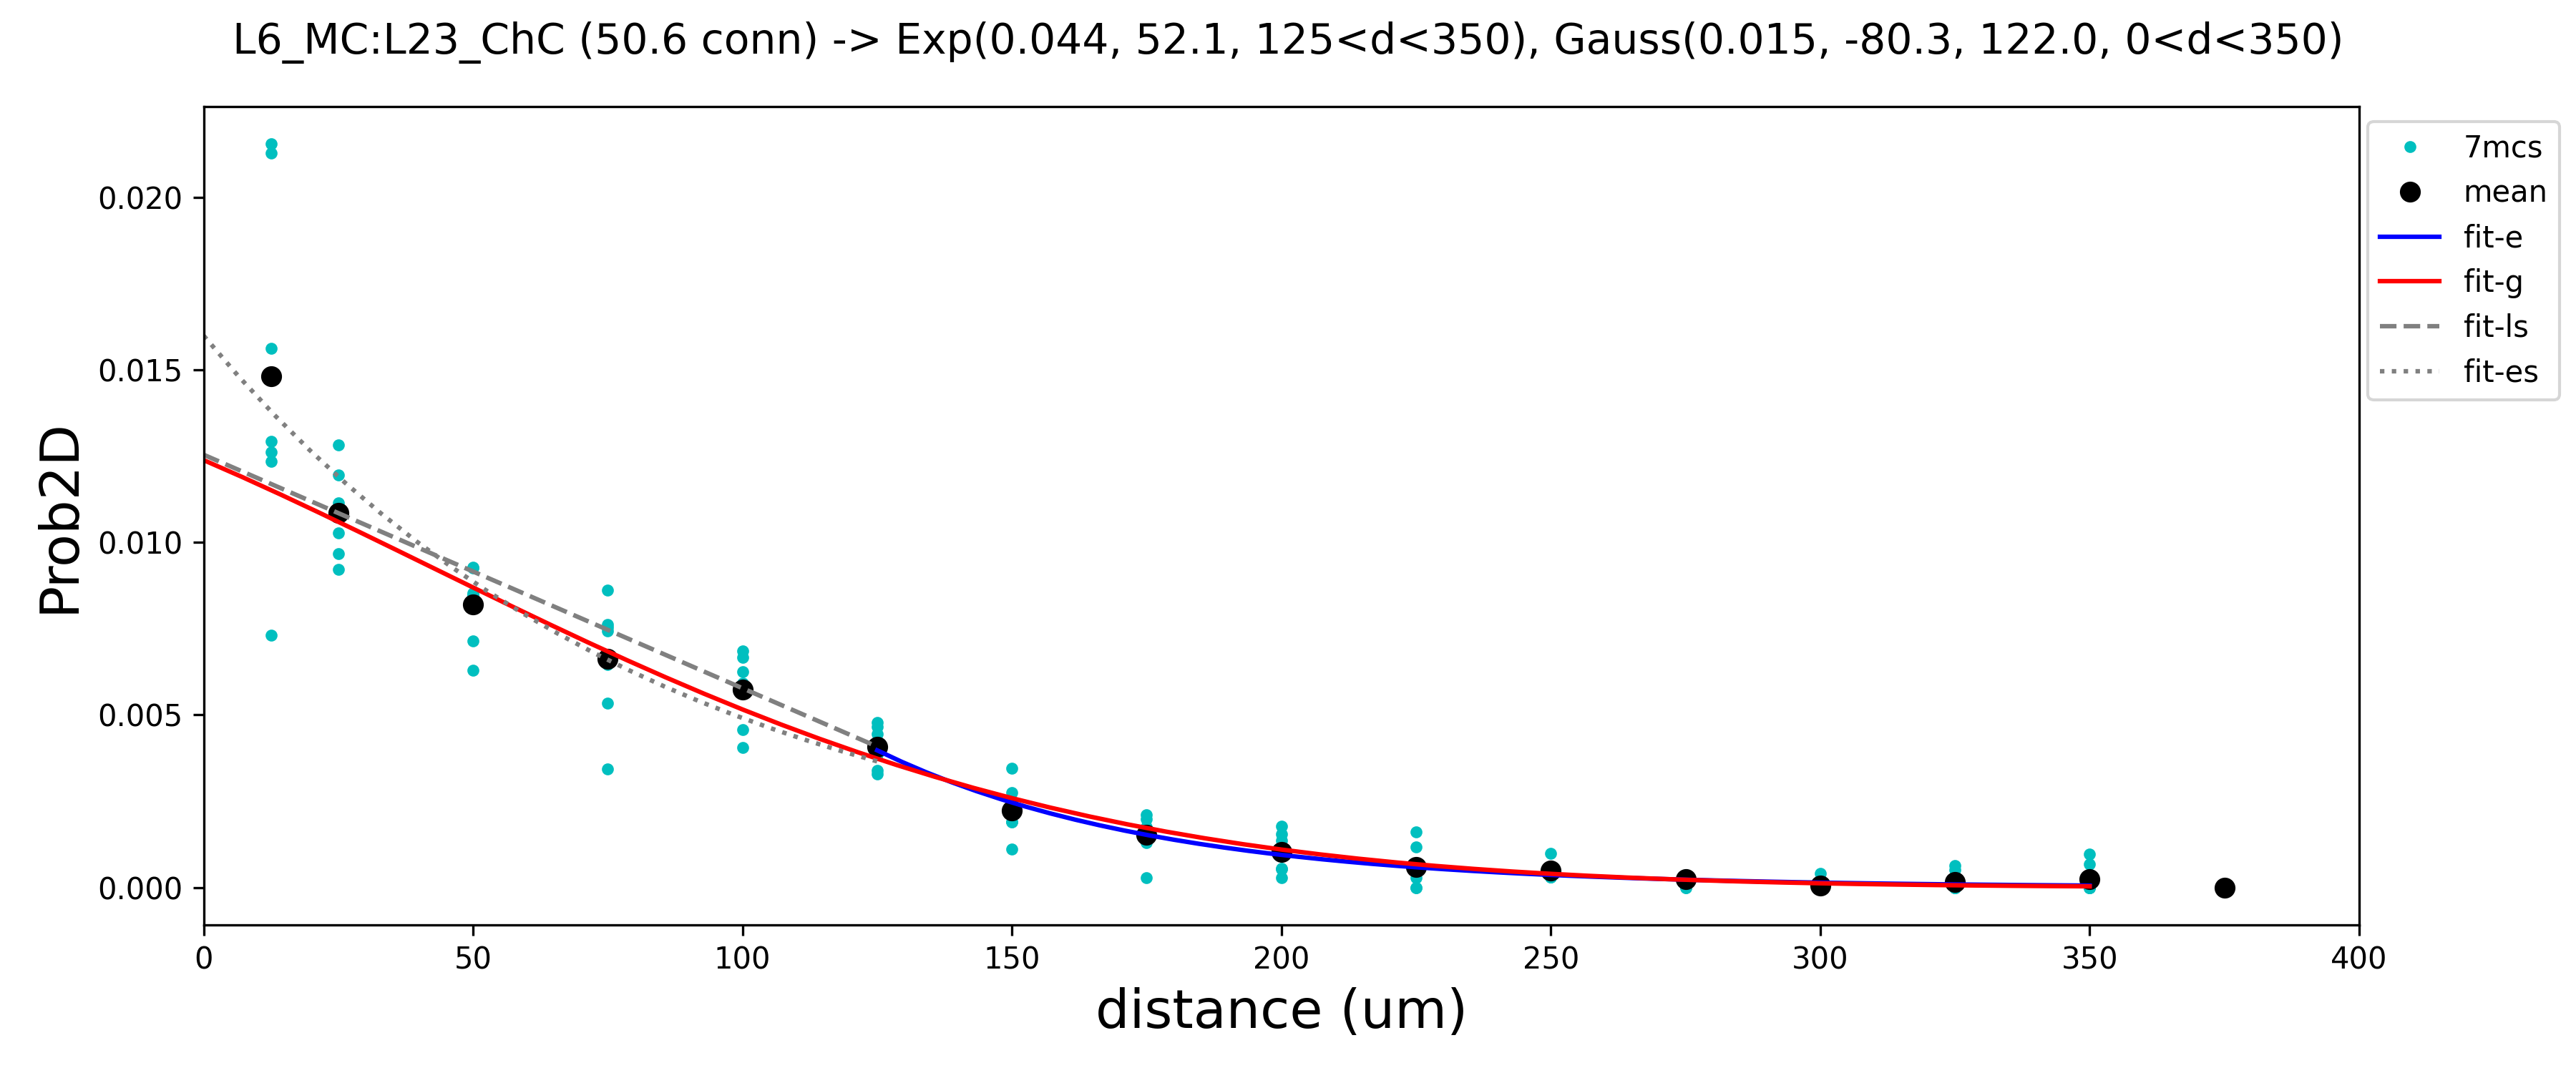 L6_MC:L23_ChC (50.6 conn) -> Exp(0.044, 52.1, 125<d<350), Gauss(0.015, -80.3, 122.0, 0<d<350)
7mcs
mean
fit-e
fit-g
fit-ls
fit-es
Prob2D
0.020
0.015
0.010
0.005
0.000
0 50 100 150 200 250 300 350 400
distance (um)